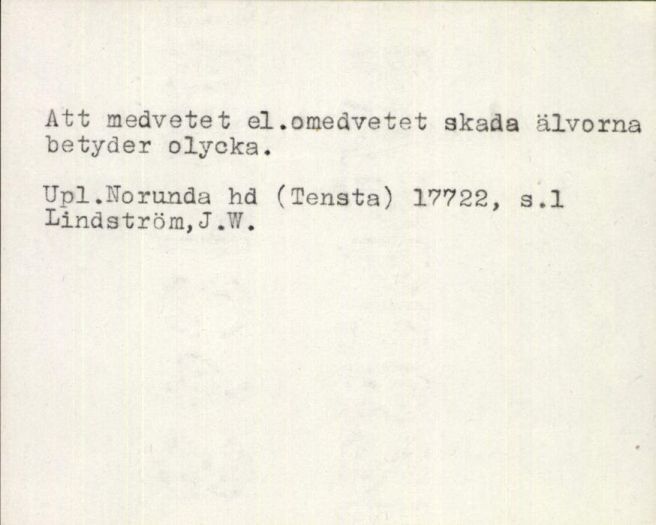 Att medvetet el.omedvetet skada älvorna
betyder olycka.
Upl.Norunda hd (Tensta) 17722, s.1
Lindström,J.W.